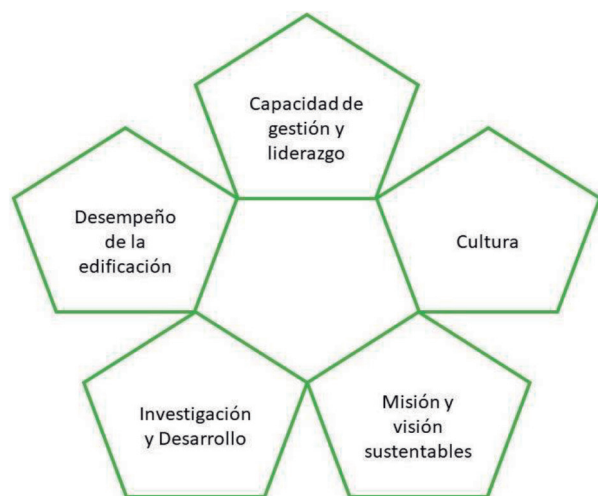 Capacidad de
gestión y
liderazgo
Desempeño
de la
edificación
Cultura
Investigación
y Desarrollo
Misión y
visión
sustentables